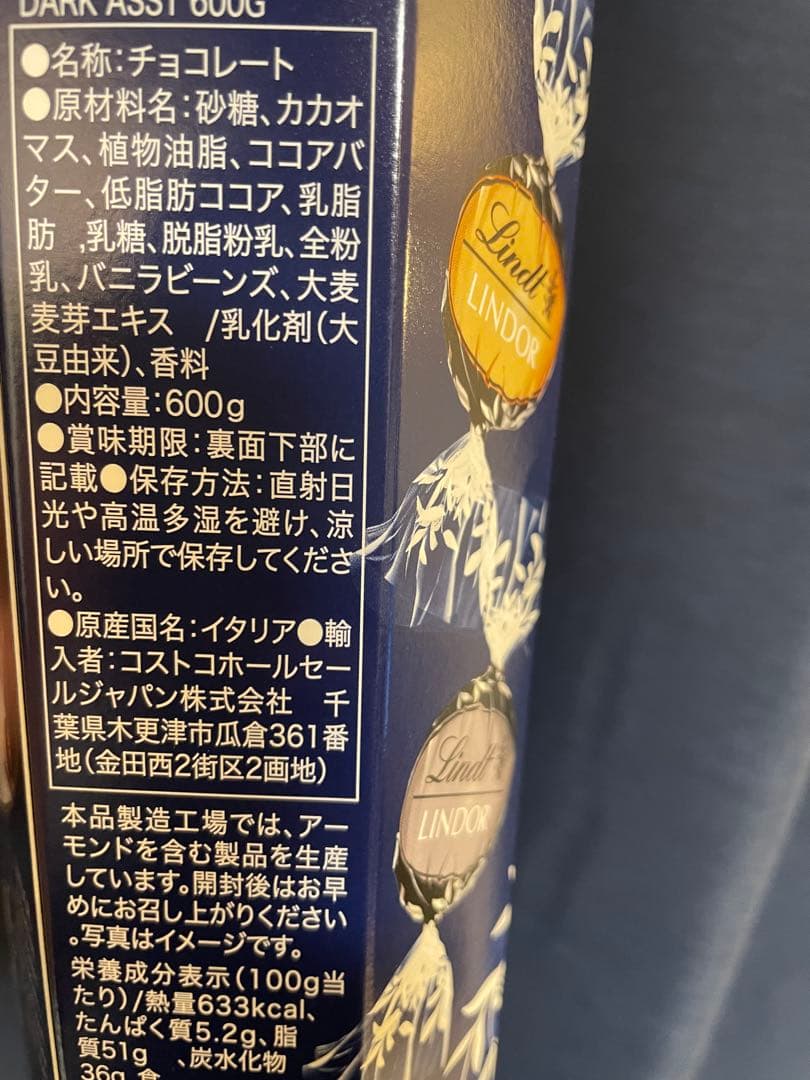 DARK ASST 600G
●名称:チョコレート
●原材料名:砂糖、カカオ
マス、植物油脂、ココアバ
ター、低脂肪ココア、乳脂
肪 ,乳糖、脱脂粉乳、全粉
乳、バニラビーンズ、大麦
麦芽エキス /乳化剤(大
豆由来)、香料
●内容量:600g
●賞味期限:裏面下部に
記載●保存方法:直射日
光や高温多湿を避け、涼
しい場所で保存してくださ
い。
●原産国名:イタリア●輸
入者:コストコホールセー
ルジャパン株式会社 千
葉県木更津市瓜倉361番
地(金田西2街区2画地)
本品製造工場では、アー
モンドを含む製品を生産
しています。開封後はお早
めにお召し上がりください
。写真はイメージです。
栄養成分表示(100g当
たり)/熱量633kcal、
たんぱく質5.2g、脂
質51g 、炭水化物
36g、食
Lindt
LINDOR
Lindt
LINDOR